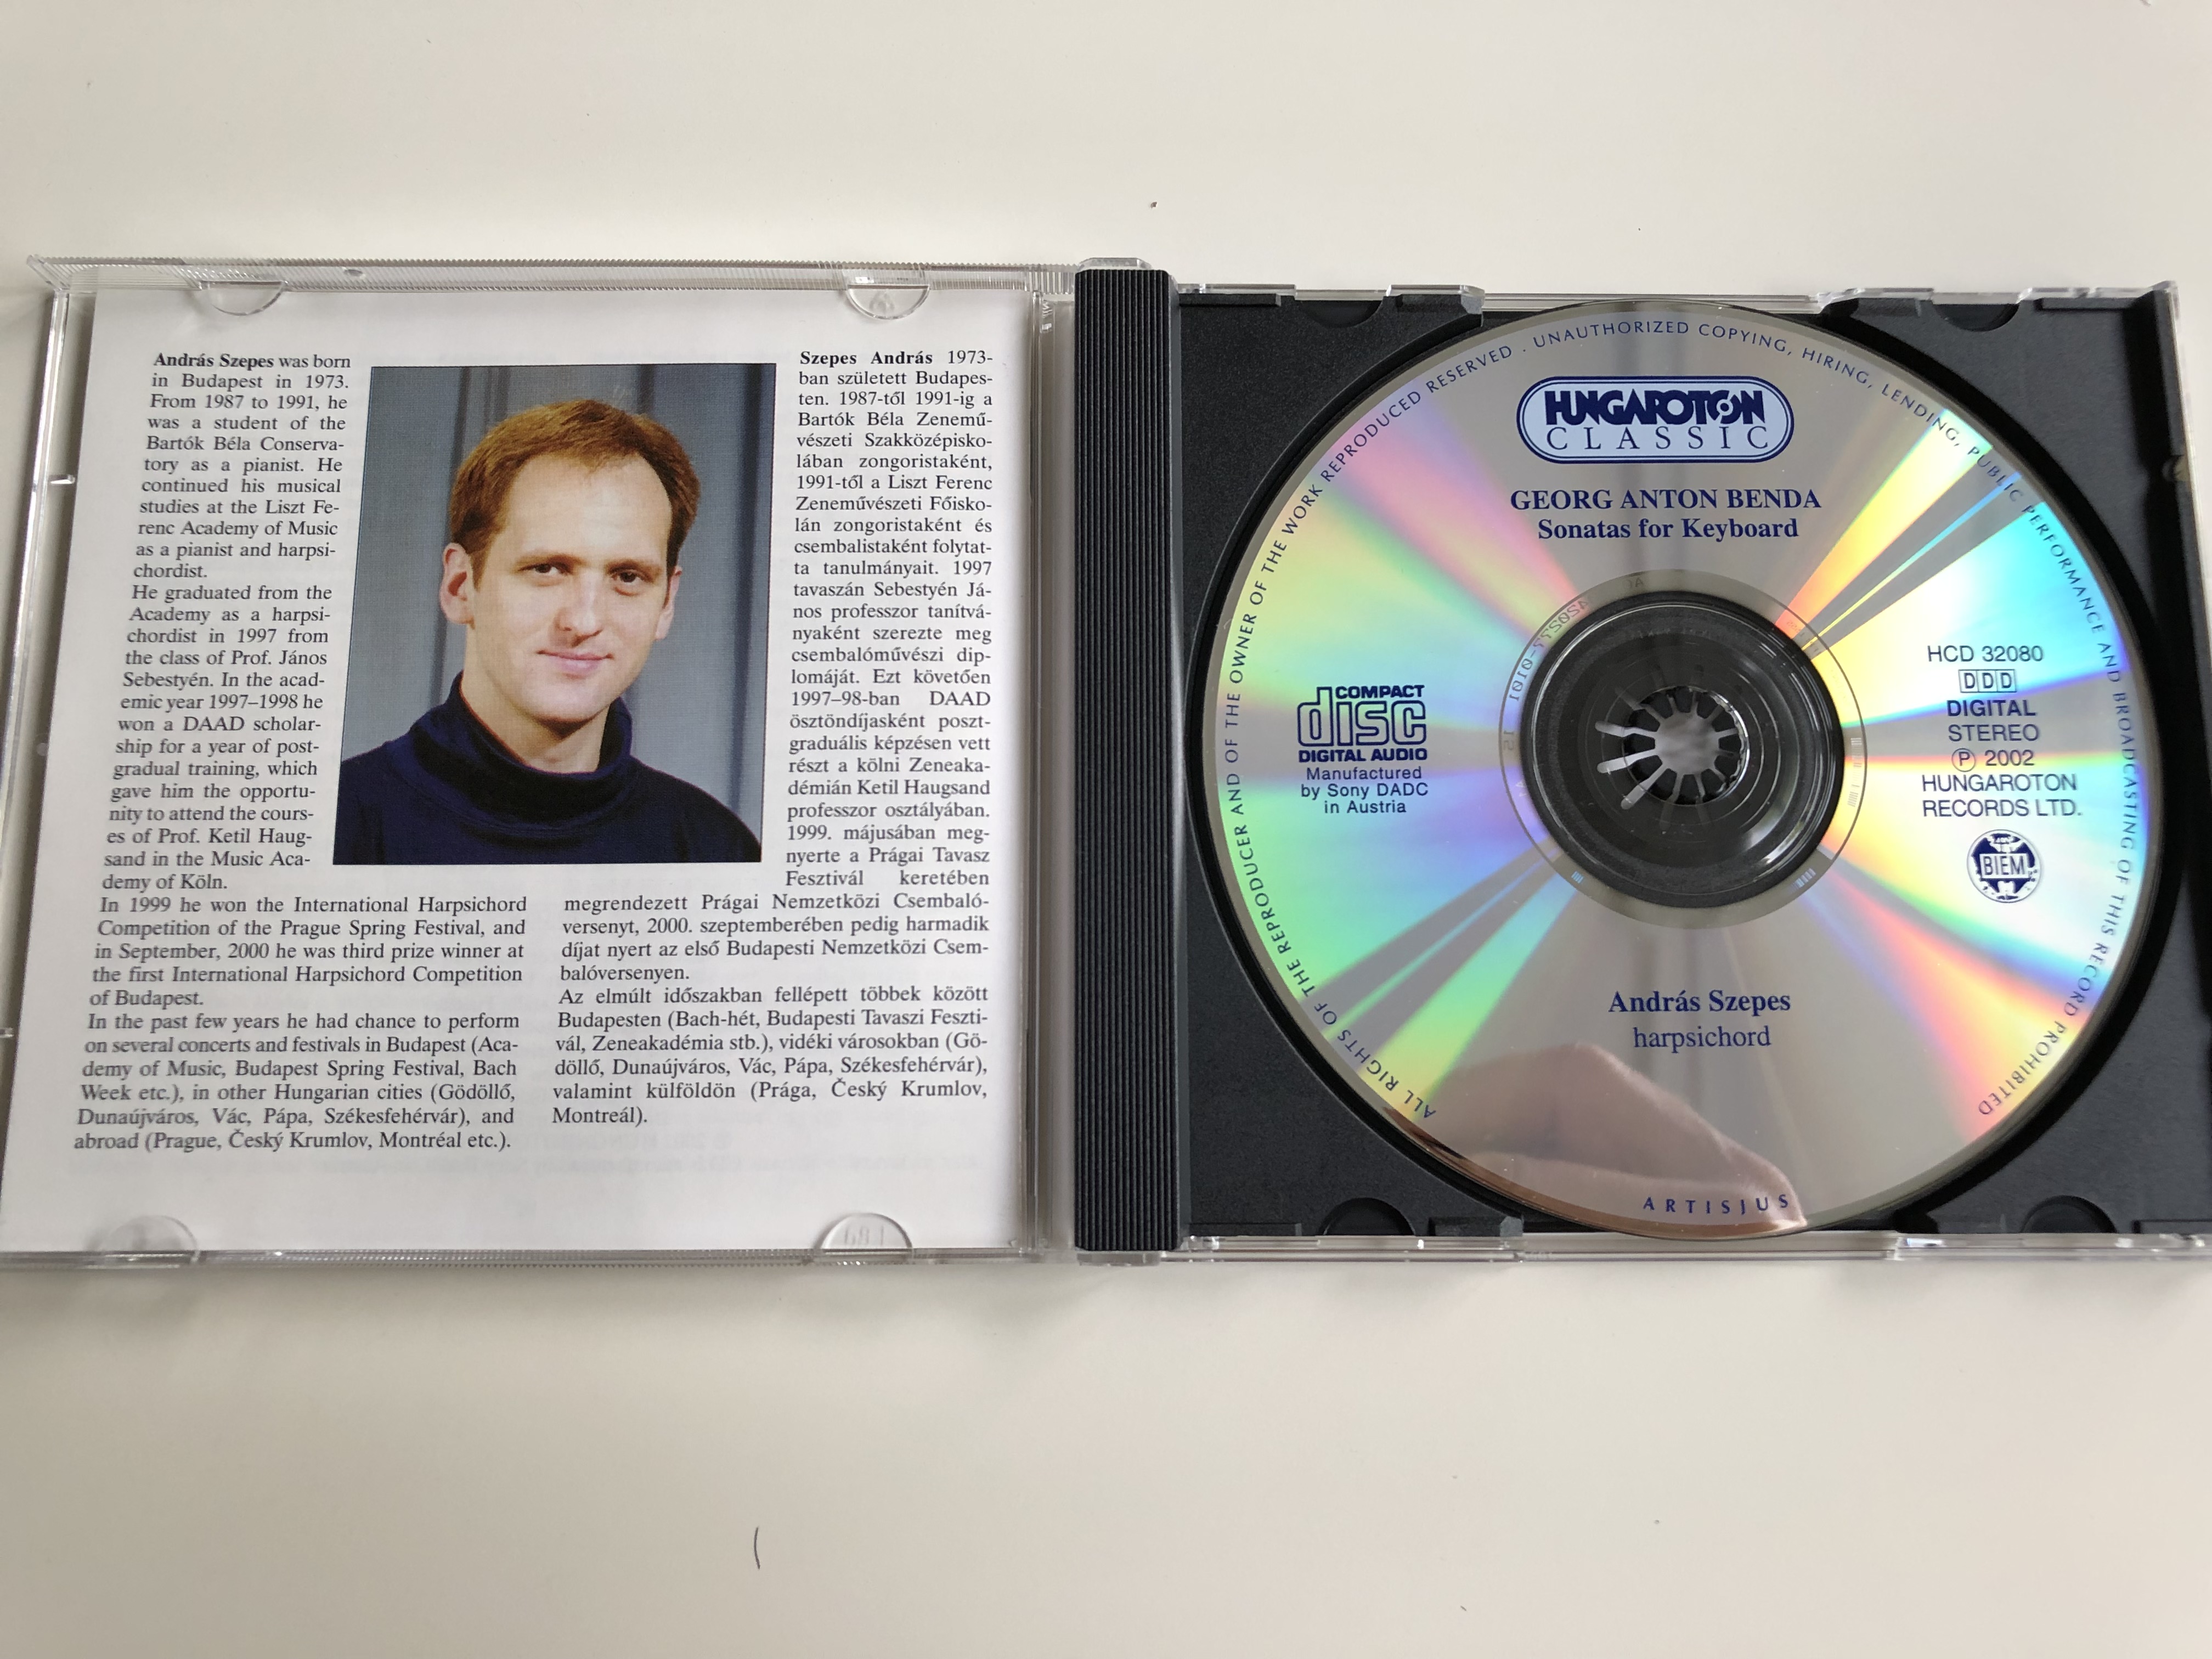 András Szepes was born
in Budapest in 1973.
From 1987 to 1991, he
was a student of the
Bartók Béla Conserva-
tory as a pianist. He
continued his musical
studies at the Liszt Fe-
renc Academy of Music
as a pianist and harpsi-
chordist.
He graduated from the
Academy as a harpsi-
chordist in 1997 from
the class of Prof. János
Sebestyén. In the acad-
emic year 1997–1998 he
won a DAAD scholar-
ship for a year of post-
gradual training, which
gave him the opportu-
nity to attend the cours-
es of Prof. Ketil Haug-
sand in the Music Aca-
demy of Köln.
In 1999 he won the International Harpsichord
Competition of the Prague Spring Festival, and
in September, 2000 he was third prize winner at
the first International Harpsichord Competition
of Budapest.
In the past few years he had chance to perform
on several concerts and festivals in Budapest (Aca-
demy of Music, Budapest Spring Festival, Bach
Week etc.), in other Hungarian cities (Gödöllő,
Dunaújváros, Vác, Pápa, Székesfehérvár), and
abroad (Prague, Český Krumlov, Montréal etc.).
Szepes András 1973-
ban született Budapes-
ten. 1987-től 1991-ig a
Bartók Béla Zenemű-
vészeti Szakközépisko-
lában zongoristaként,
1991-től a Liszt Ferenc
Zeneművészeti Főisko-
lán zongoristaként és
csembalistaként folytat-
ta tanulmányait. 1997
tavaszán Sebestyén Já-
nos professzor tanítvá-
nyaként szerezte meg
csembalóművészi dip-
lomáját. Ezt követően
1997–98-ban DAAD
ösztöndíjasként poszt-
graduális képzésen vett
részt a kölni Zeneaka-
démián Ketil Haugsand
professzor osztályában.
1999. májusában meg-
nyerte a Prágai Tavasz
Fesztivál keretében
megrendezett Prágai Nemzetközi Csembaló-
versenyt, 2000. szeptemberében pedig harmadik
díjat nyert az első Budapesti Nemzetközi Csem-
balóversenyen.
Az elmúlt időszakban fellépett többek között
Budapesten (Bach-hét, Budapesti Tavaszi Feszti-
vál, Zeneakadémia stb.), vidéki városokban (Gö-
döllő, Dunaújváros, Vác, Pápa, Székesfehérvár),
valamint külföldön (Prága, Český Krumlov,
Montreál).
ALL RIGHTS OF THE REPRODUCER AND OF THE OWNER OF THE WORK REPRODUCED RESERVED . UNAUTHORIZED COPYING, HIRING, LENDING, PUBLIC PERFORMANCE AND BROADCASTING OF THIS RECORD PROHIBITED
HUNGAROTON
CLASSIC
GEORG ANTON BENDA
Sonatas for Keyboard
COMPACT
disc
DIGITAL AUDIO
Manufactured
by Sony DADC
in Austria
HCD 32080
DDD
DIGITAL
STEREO
Ⓟ 2002
HUNGAROTON
RECORDS LTD.
BIEM
András Szepes
harpsichord
ARTISJUS